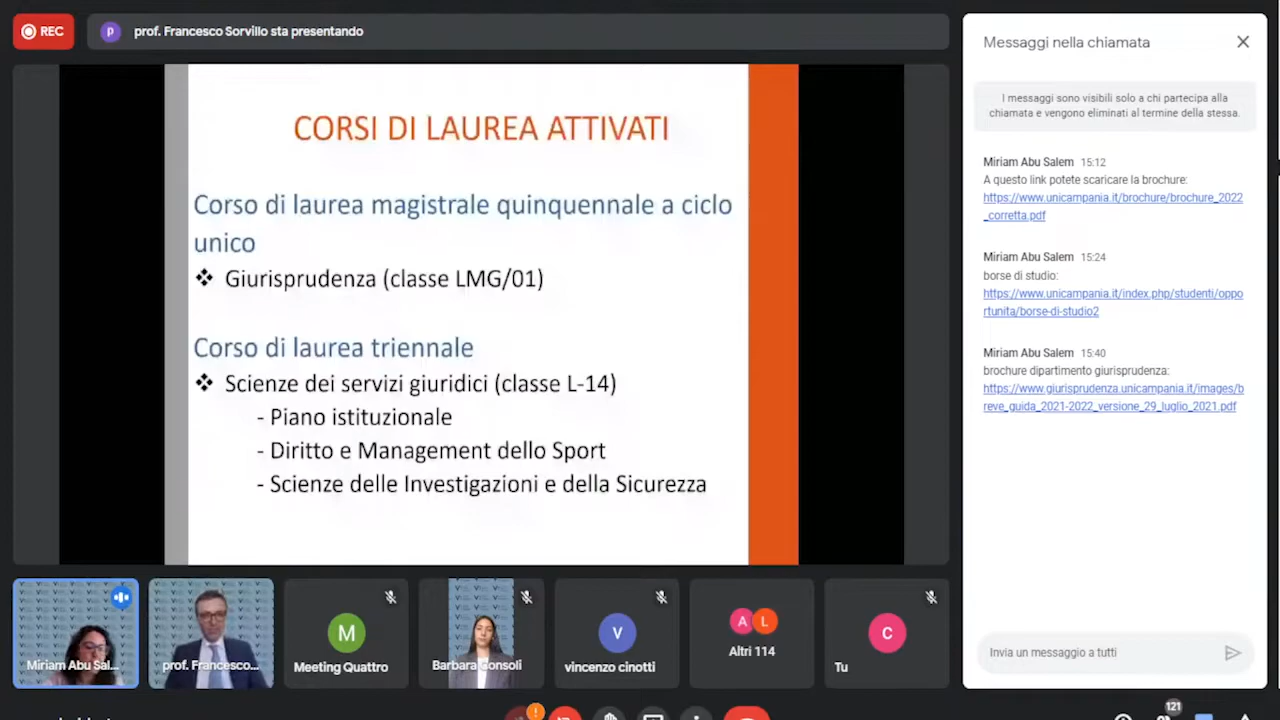 REC
p
prof. Francesco Sorvillo sta presentando
CORSI DI LAUREA ATTIVATI
Corso di laurea magistrale quinquennale a ciclo
unico
❖ Giurisprudenza (classe LMG/01)
Corso di laurea triennale
❖ Scienze dei servizi giuridici (classe L-14)
- Piano istituzionale
- Diritto e Management dello Sport
- Scienze delle Investigazioni e della Sicurezza
Miriam Abu Sal...
prof. Francesco...
M
Meeting Quattro
Barbara Consoli
V
vincenzo cinotti
A L
Altri 114
C
Tu
Messaggi nella chiamata
I messaggi sono visibili solo a chi partecipa alla
chiamata e vengono eliminati al termine della stessa.
Miriam Abu Salem 15:12
A questo link potete scaricare la brochure:
https://www.unicampania.it/brochure/brochure_2022
_corretta.pdf
Miriam Abu Salem 15:24
borse di studio:
https://www.unicampania.it/index.php/studenti/oppo
rtunita/borse-di-studio2
Miriam Abu Salem 15:40
brochure dipartimento giurisprudenza:
https://www.giurisprudenza.unicampania.it/images/b
reve_guida_2021-2022_versione_29_luglio_2021.pdf
Invia un messaggio a tutti
121